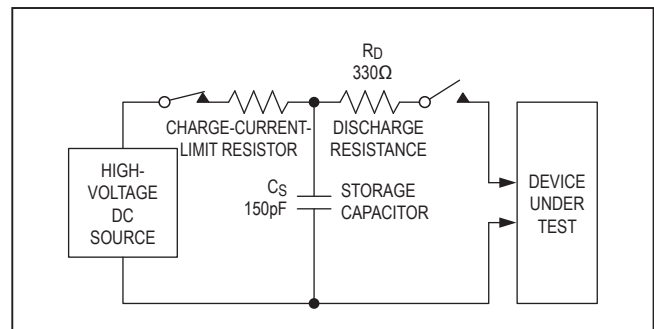 RD
330Ω
CHARGE-CURRENT-
LIMIT RESISTOR
DISCHARGE
RESISTANCE
HIGH-
VOLTAGE
DC
SOURCE
CS
150pF
STORAGE
CAPACITOR
DEVICE
UNDER
TEST